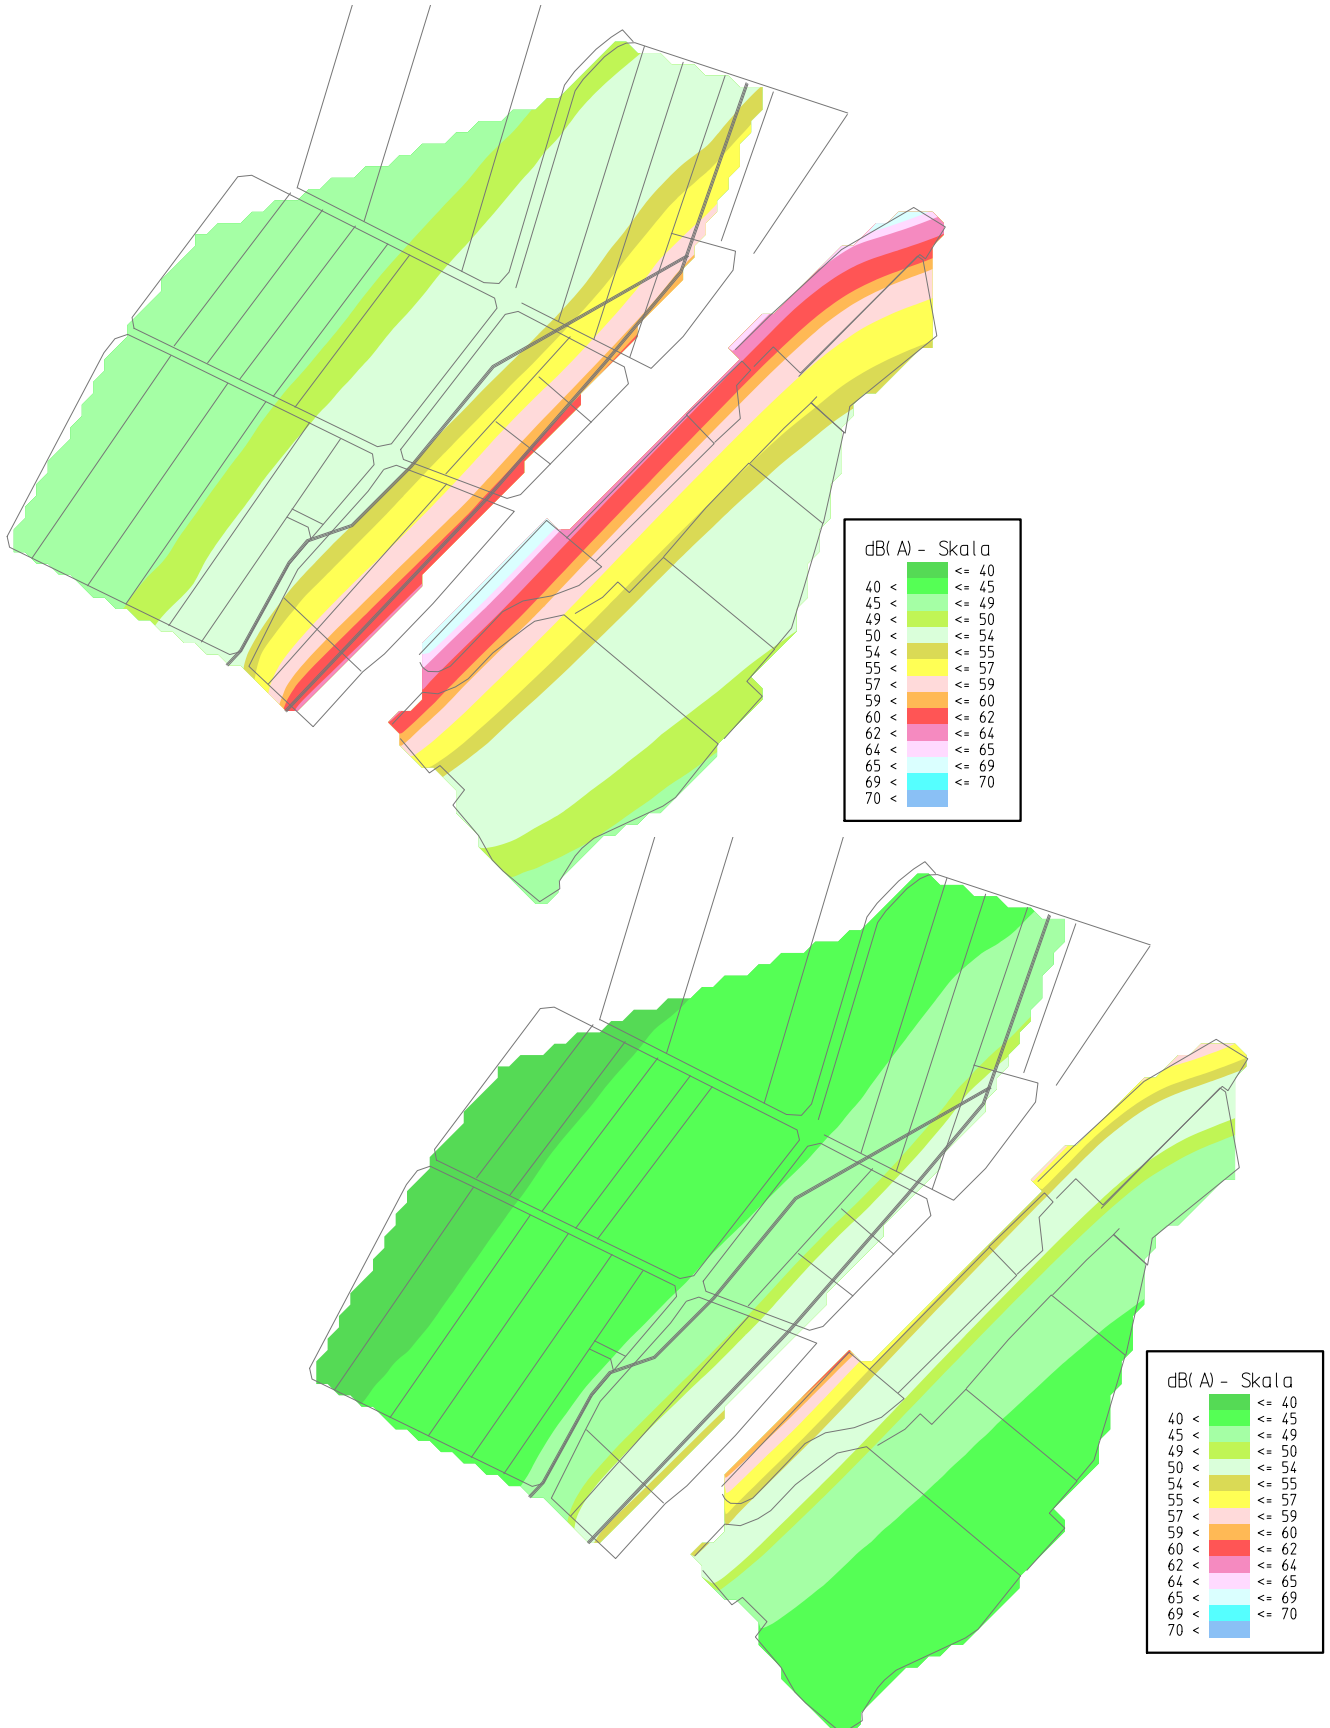 dB(A)- Skala
<= 40
40 < <= 45
45 < <= 49
49 < <= 50
50 < <= 54
54 < <= 55
55 < <= 57
57 < <= 59
59 < <= 60
60 < <= 62
62 < <= 64
64 < <= 65
65 < <= 69
69 < <= 70
70 <
dB(A)- Skala
<= 40
40 < <= 45
45 < <= 49
49 < <= 50
50 < <= 54
54 < <= 55
55 < <= 57
57 < <= 59
59 < <= 60
60 < <= 62
62 < <= 64
64 < <= 65
65 < <= 69
69 < <= 70
70 <